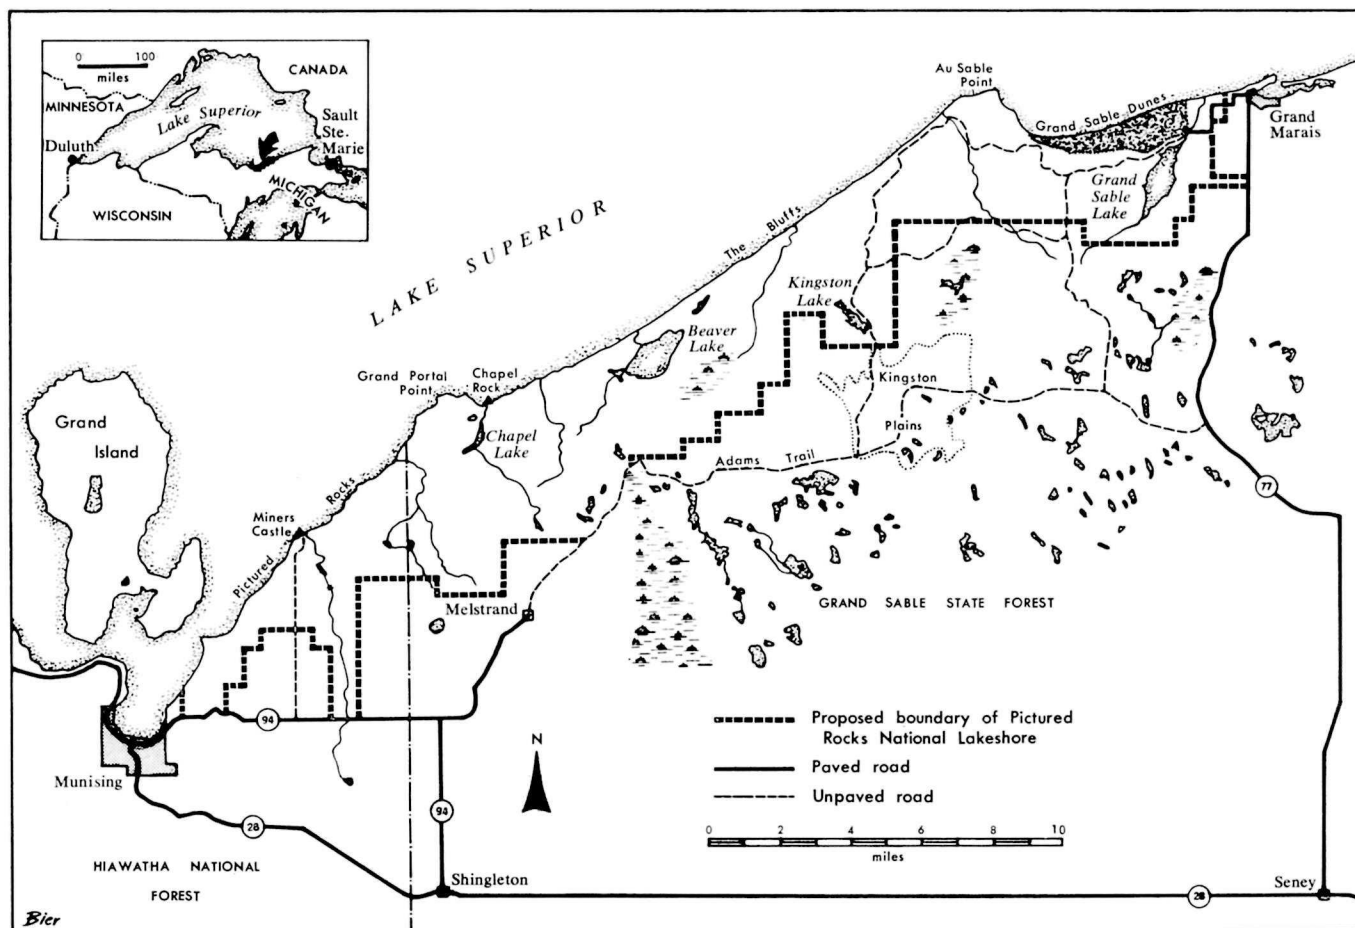 0 100
miles
CANADA
MINNESOTA
Lake Superior
Sault
Ste.
Marie
Duluth
MICHIGAN
WISCONSIN
LAKE SUPERIOR
Au Sable
Point
Grand Sable Dunes
Grand
Marais
Grand
Sable
Lake
The Bluffs
Kingston
Lake
Beaver
Lake
Grand Portal
Point
Chapel
Rock
Chapel
Lake
Kingston
Plains
Adams Trail
Grand
Island
Miners
Castle
Pictured Rocks
77
Melstrand
GRAND SABLE STATE FOREST
94
Munising
N
Proposed boundary of Pictured
Rocks National Lakeshore
Paved road
Unpaved road
94
28
0 2 4 6 8 10
miles
HIAWATHA NATIONAL
FOREST
Shingleton
28
Seney
Bier